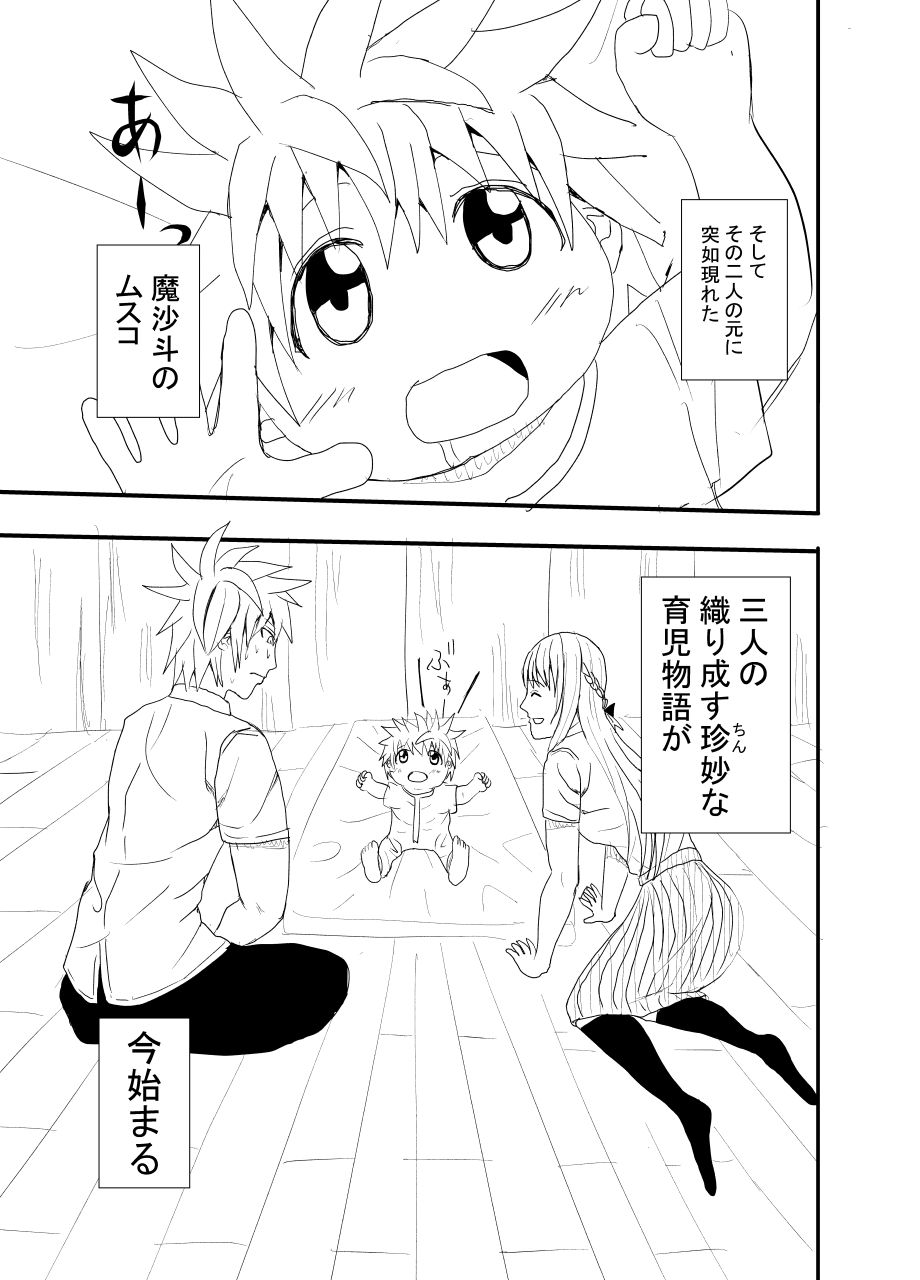 そして
その二人の元に
突如現れた
あーっ
魔沙斗の
ムスコ
三人の
織り成す珍妙な
ちん
育児物語が
ぶぅ
今始まる